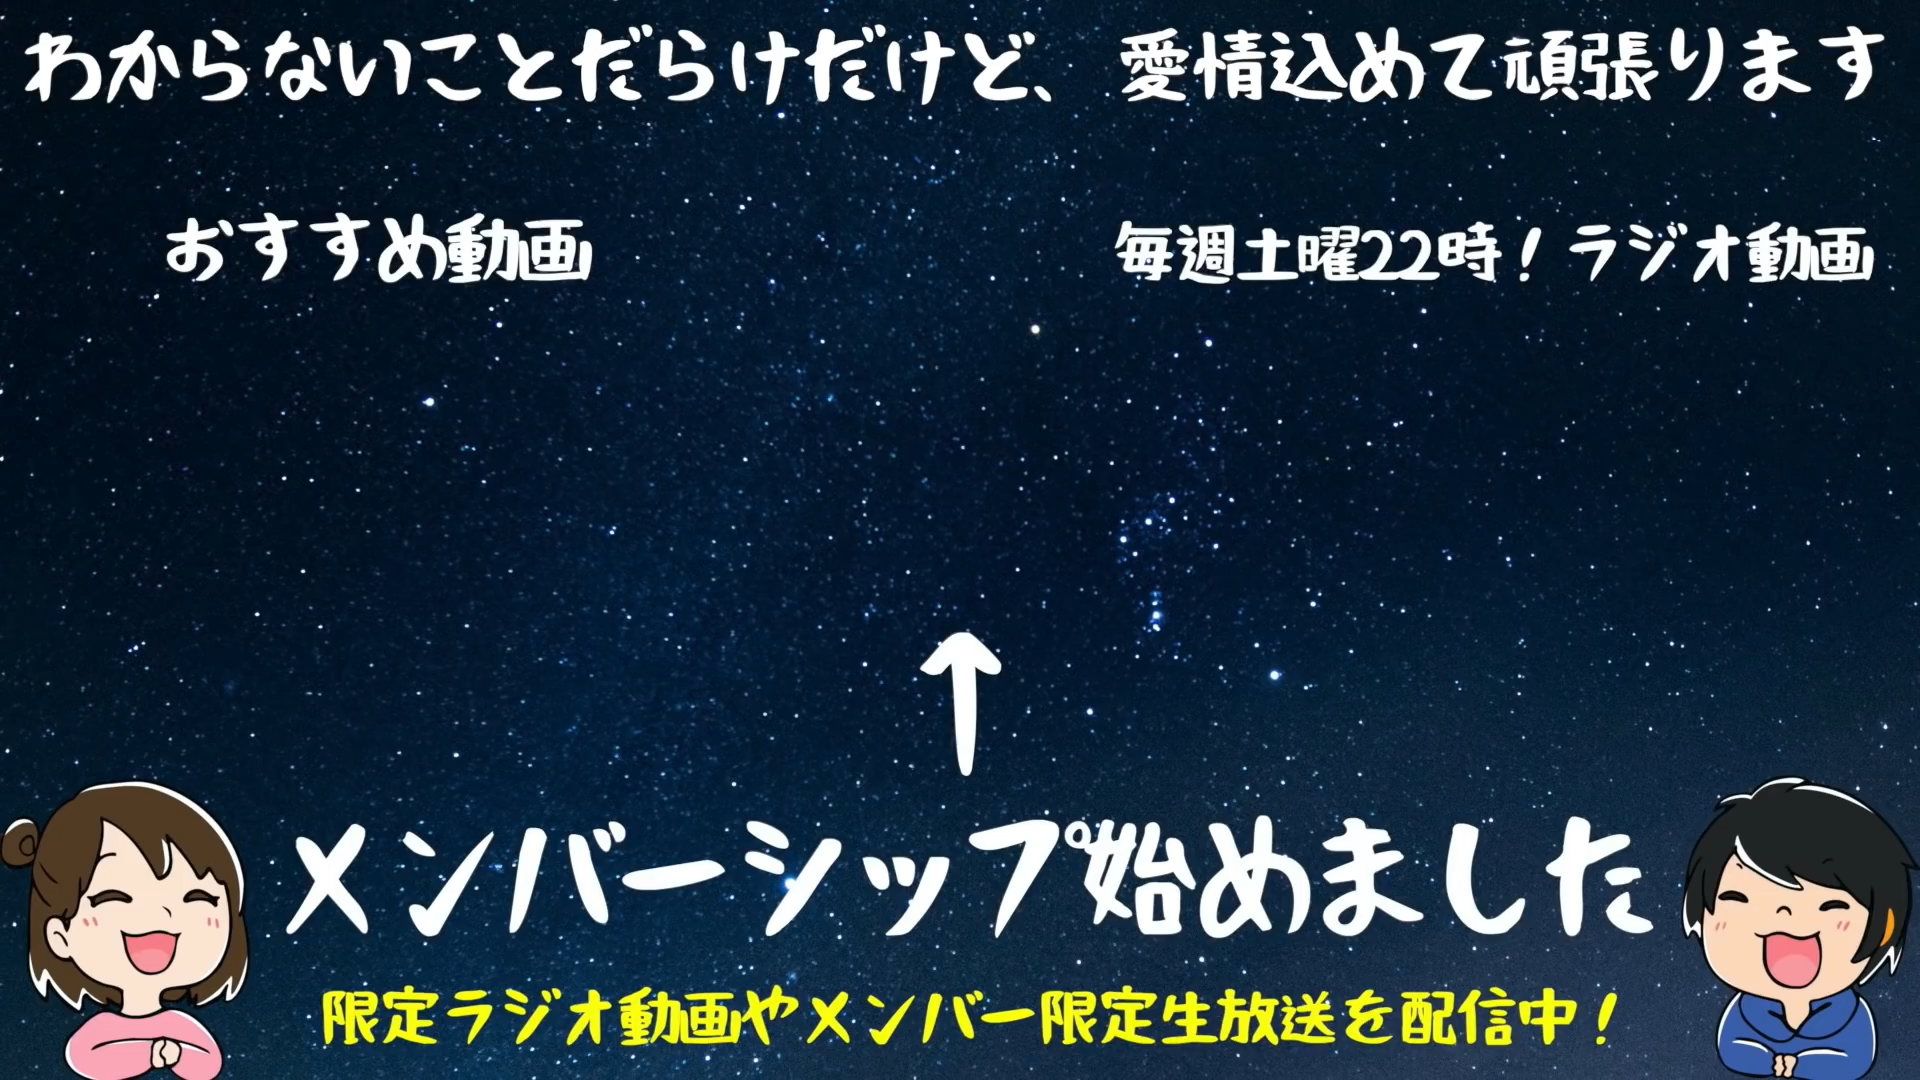 わからないことだらけだけど、愛情込めて頑張ります
おすすめ動画
毎週土曜22時！ラジオ動画
↑
メンバーシップ始めました
限定ラジオ動画やメンバー限定生放送を配信中！